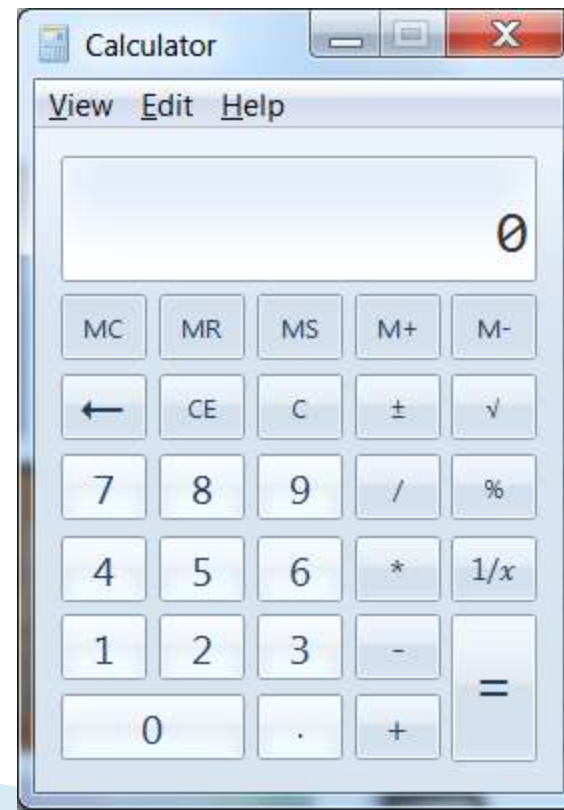 Calculator
View Edit Help
0
MC MR MS M+ M-
← CE C ± √
7 8 9 / %
4 5 6 * 1/x
1 2 3 -
=
0 . +